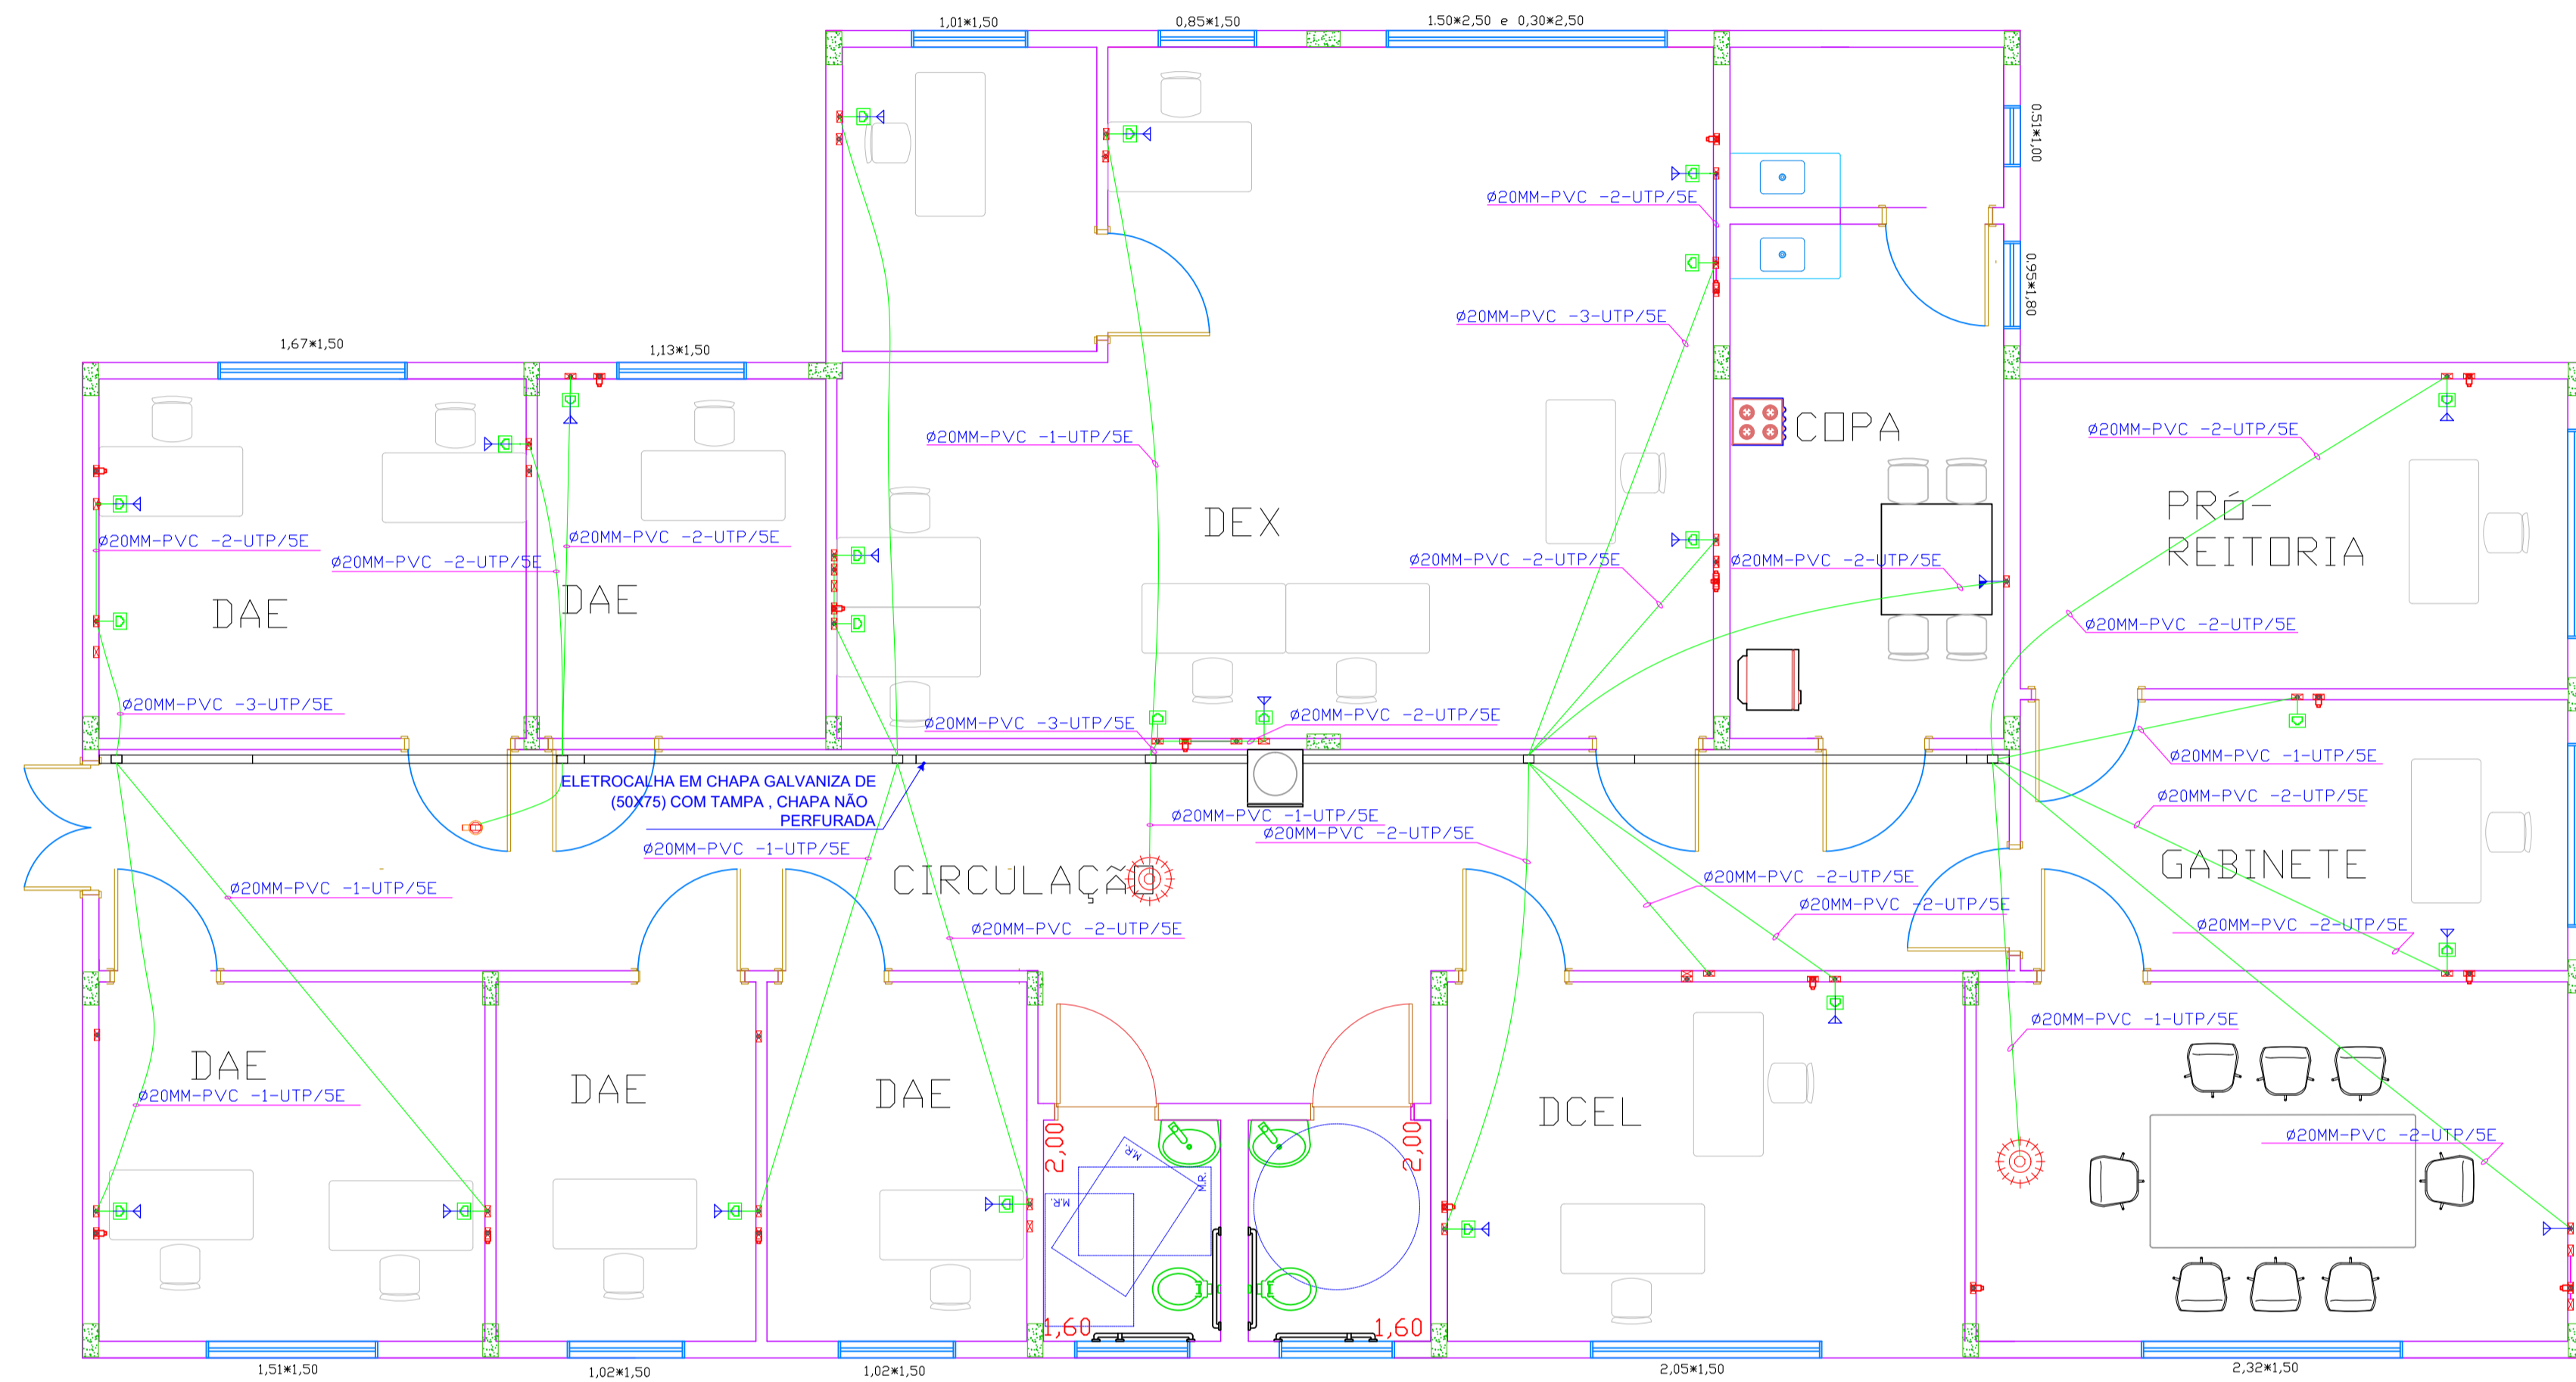 1,01*1,50
0,85*1,50
1.50*2,50 e 0,30*2,50
0.51*1,00
Ø20MM-PVC -2-UTP/5E
0.95*1,80
Ø20MM-PVC -3-UTP/5E
1,67*1,50
1,13*1,50
COPA
Ø20MM-PVC -1-UTP/5E
Ø20MM-PVC -2-UTP/5E
PRó-
REITORIA
DEX
Ø20MM-PVC -2-UTP/5E
Ø20MM-PVC -2-UTP/5E
Ø20MM-PVC -2-UTP/5E
Ø20MM-PVC -2-UTP/5E
Ø20MM-PVC -2-UTP/5E
DAE
DAE
Ø20MM-PVC -2-UTP/5E
Ø20MM-PVC -3-UTP/5E
Ø20MM-PVC -3-UTP/5E
Ø20MM-PVC -2-UTP/5E
Ø20MM-PVC -1-UTP/5E
ELETROCALHA EM CHAPA GALVANIZA DE
(50X75) COM TAMPA , CHAPA NÃO
PERFURADA
Ø20MM-PVC -2-UTP/5E
Ø20MM-PVC -1-UTP/5E
Ø20MM-PVC -2-UTP/5E
Ø20MM-PVC -1-UTP/5E
GABINETE
CIRCULAÇÃO
Ø20MM-PVC -2-UTP/5E
Ø20MM-PVC -1-UTP/5E
Ø20MM-PVC -2-UTP/5E
Ø20MM-PVC -2-UTP/5E
Ø20MM-PVC -2-UTP/5E
Ø20MM-PVC -1-UTP/5E
DAE
DAE
DAE
Ø20MM-PVC -1-UTP/5E
DCEL
2,00
2,00
Ø20MM-PVC -2-UTP/5E
M.R.
M.R.
M.R.
1,60
1,60
1,51*1,50
1,02*1,50
1,02*1,50
2,05*1,50
2,32*1,50